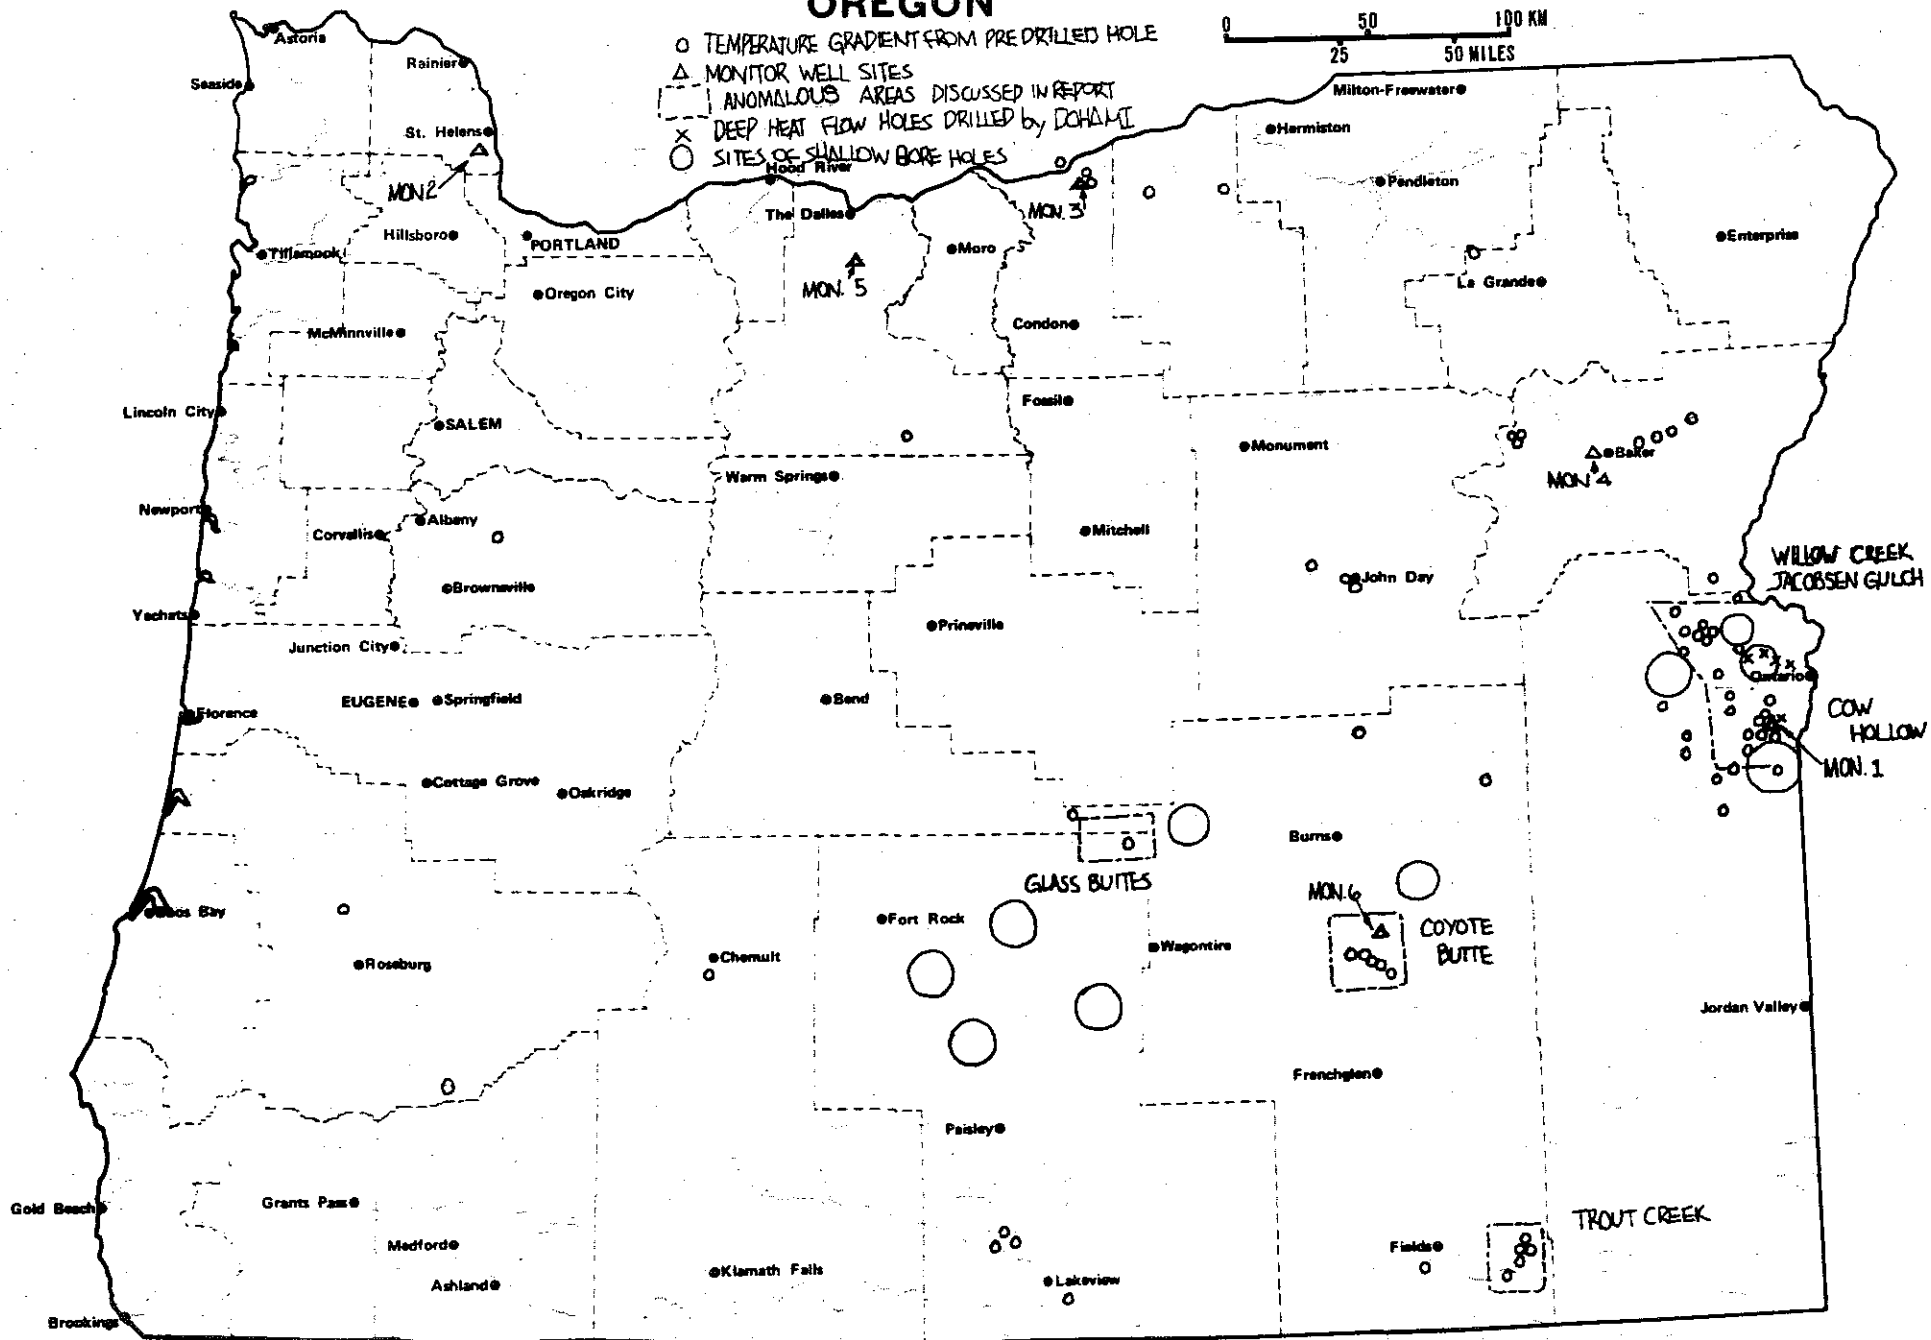 OREGON
TEMPERATURE GRADIENT FROM PREDRILLED HOLE
MONITOR WELL SITES
ANOMALOUS AREAS DISCUSSED IN REPORT
DEEP HEAT FLOW HOLES DRILLED by DOHAMI
SITES OF SHALLOW BORE HOLES
0 50 100 KM
25 50 MILES
Astoria
Rainier
Seaside
Milton-Freewater
St. Helens
Hermiston
MON 2
Hood River
Pendleton
The Dalles
MON. 3
Hillsboro
PORTLAND
Moro
Enterprise
Tillamook
MON. 5
Oregon City
La Grande
McMinnville
Condon
Lincoln City
SALEM
Fossil
Monument
Baker
MON 4
Warm Springs
Newport
Albany
Corvallis
Mitchell
WILLOW CREEK
JACOBSEN GULCH
Brownsville
John Day
Yachats
Prineville
Junction City
Ontario
EUGENE
Springfield
Bend
Florence
COW
HOLLOW
MON. 1
Cottage Grove
Oakridge
Burns
GLASS BUTTES
MON. 6
Coos Bay
Fort Rock
COYOTE
BUTTE
Roseburg
Chemult
Wagontire
Jordan Valley
Frenchglen
Paisley
Gold Beach
Grants Pass
TROUT CREEK
Medford
Fields
Ashland
Klamath Falls
Lakeview
Brookings